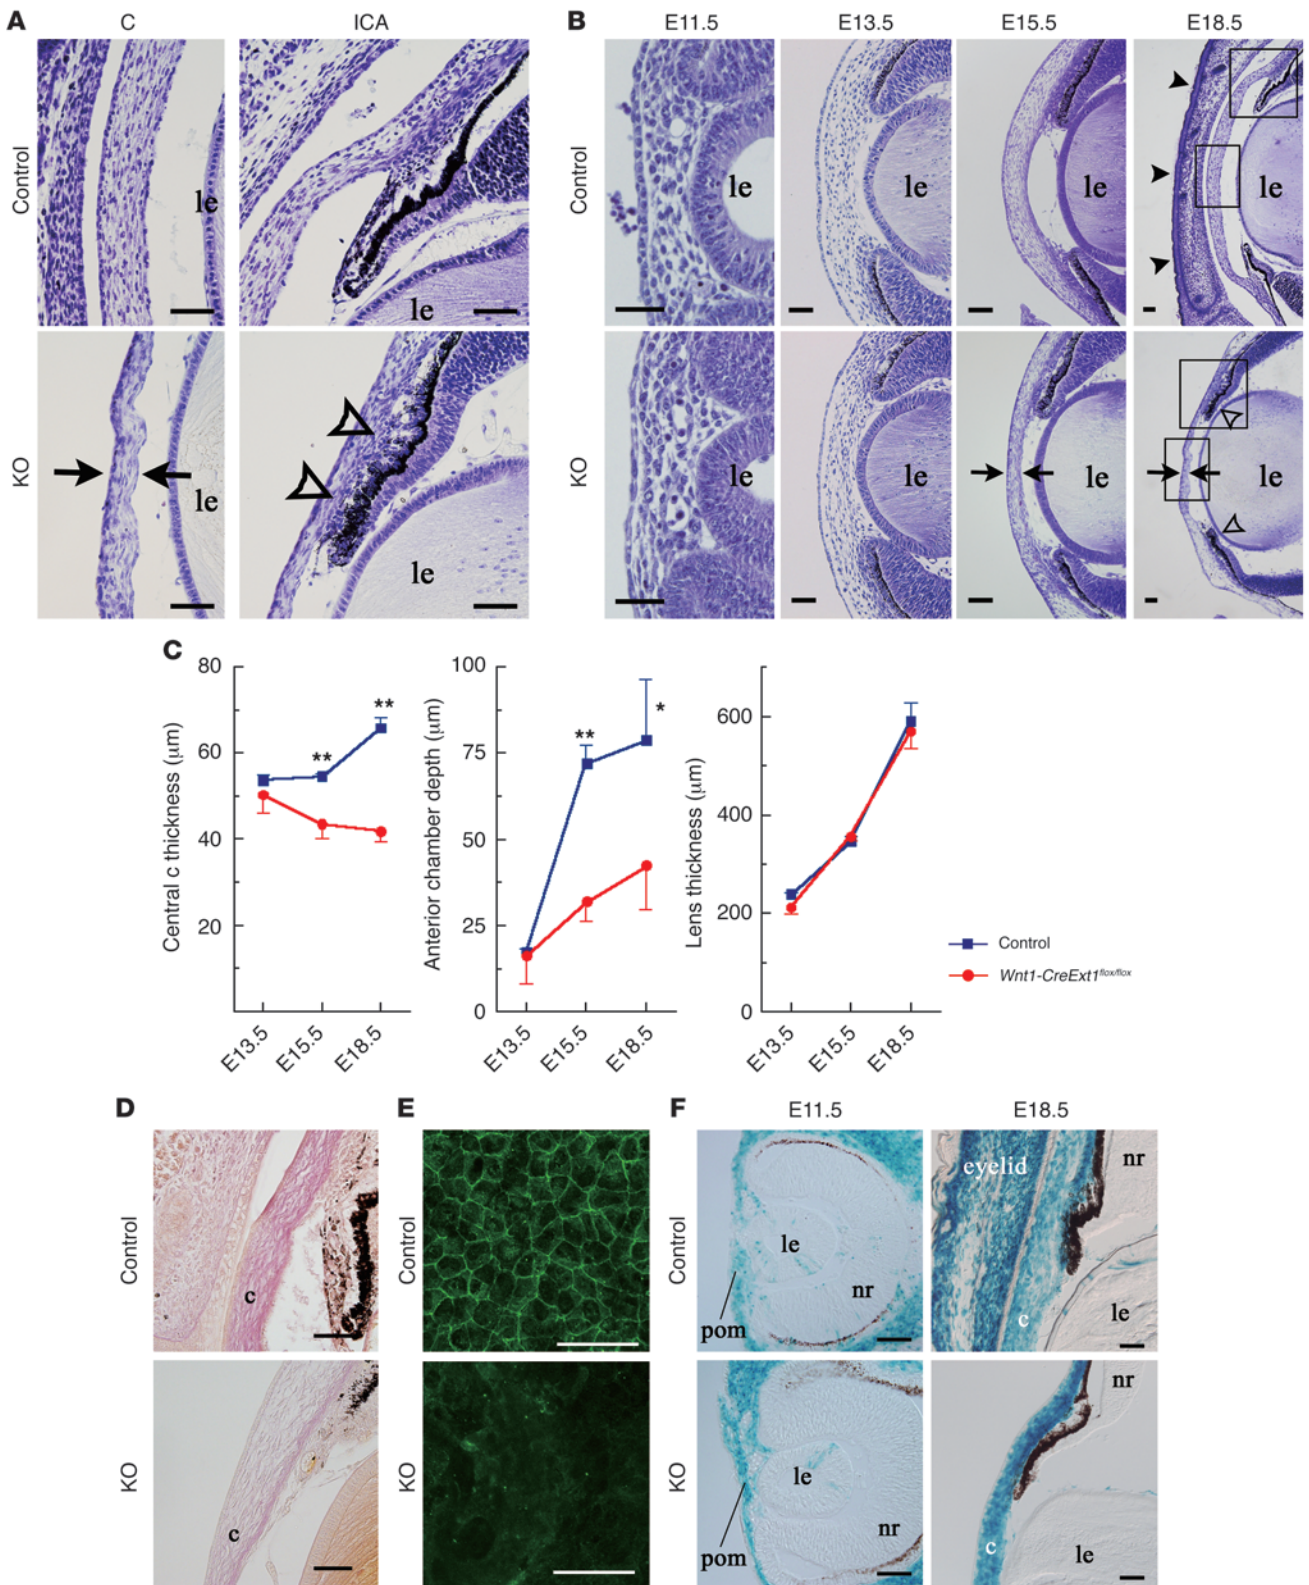 A
C
ICA
B
E11.5
E13.5
E15.5
E18.5
Control
le
le
Control
le
le
le
le
KO
le
le
KO
le
le
le
le
C
80
60
40
20
Central c thickness (μm)
**
**
E13.5
E15.5
E18.5
100
75
50
25
0
Anterior chamber depth (μm)
**
*
E13.5
E15.5
E18.5
600
400
200
0
Lens thickness (μm)
E13.5
E15.5
E18.5
Control
Wnt1-CreExt1flox/flox
D
E
F
E11.5
E18.5
Control
c
Control
Control
le
nr
pom
eyelid
nr
c
le
KO
c
KO
KO
le
nr
pom
nr
c
le